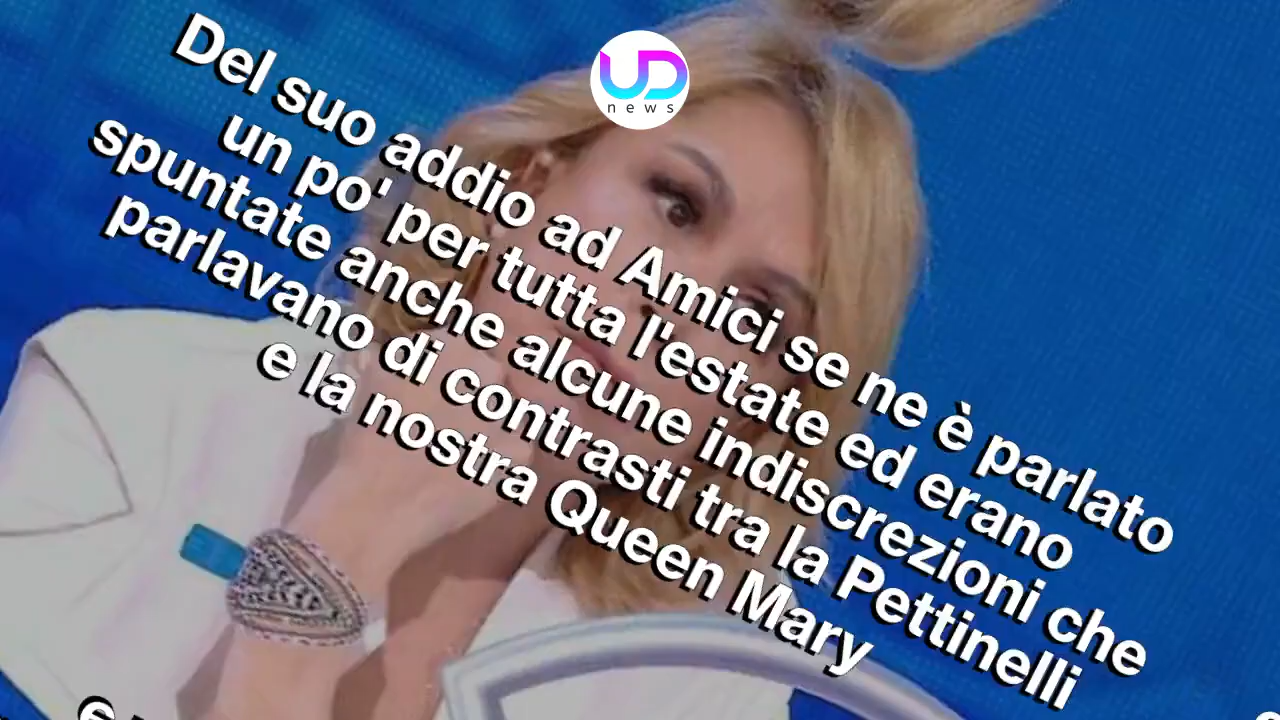 UD
news
Del suo addio ad Amici se ne è parlato
un po' per tutta l'estate ed erano
spuntate anche alcune indiscrezioni che
parlavano di contrasti tra la Pettinelli
e la nostra Queen Mary